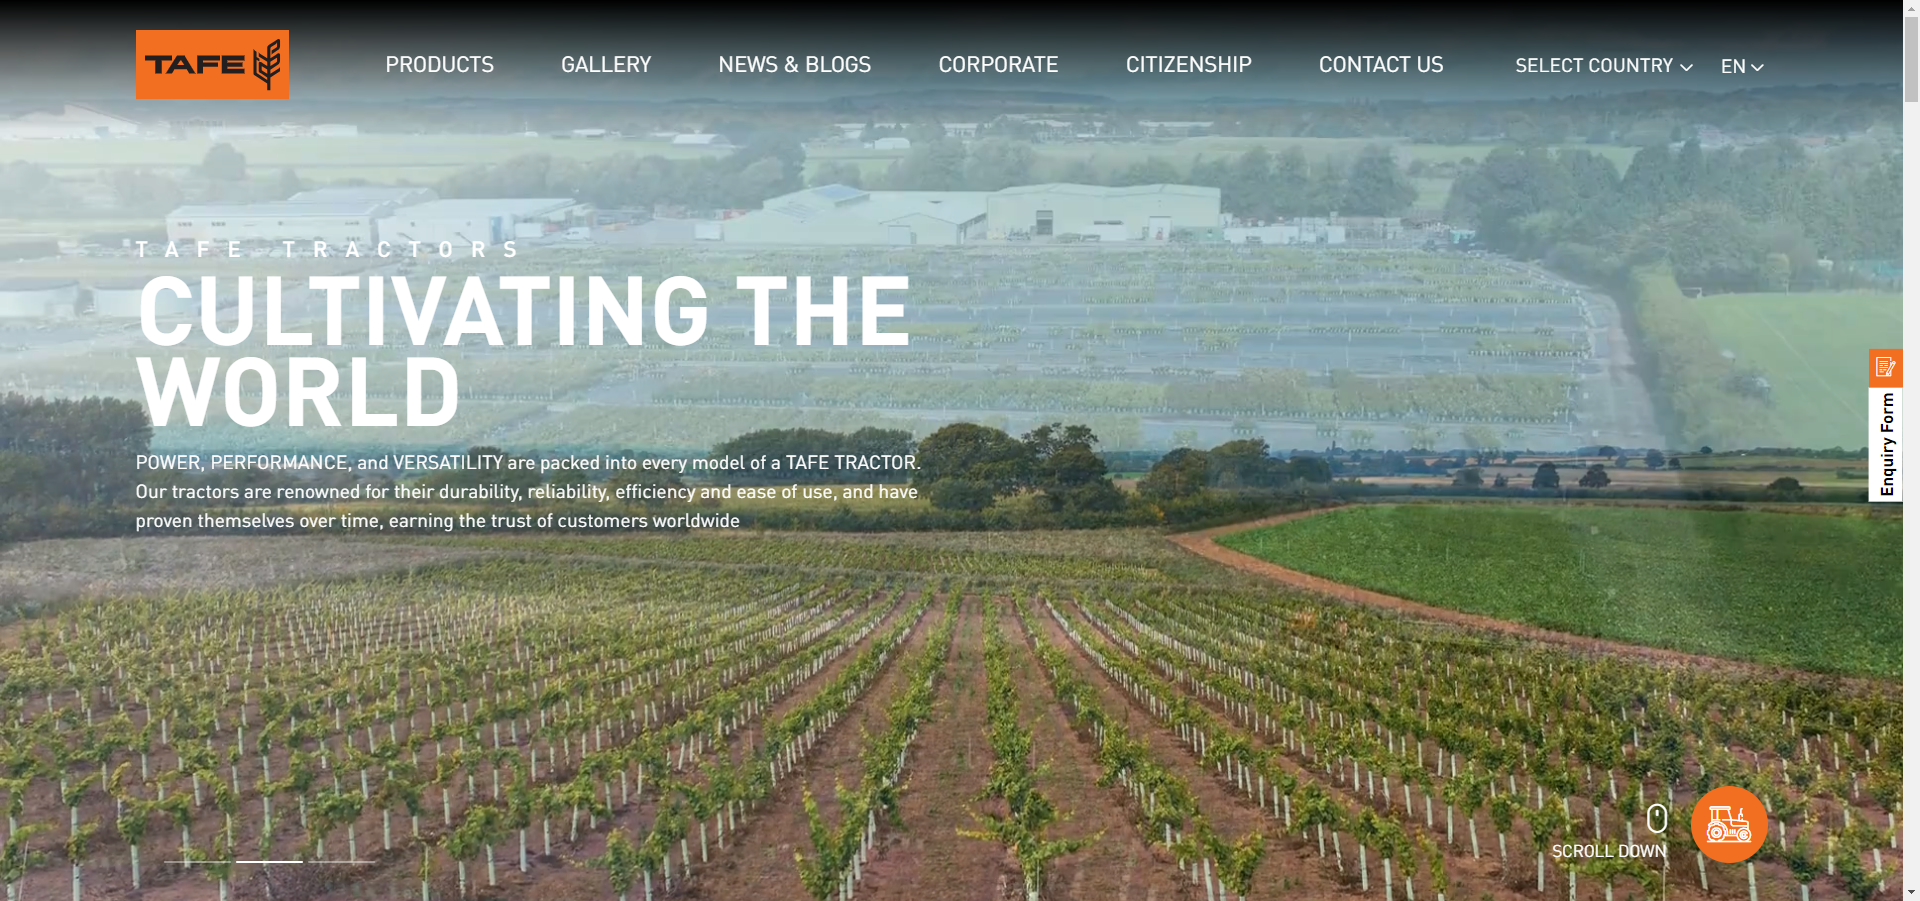 TAFE
PRODUCTS
GALLERY
NEWS & BLOGS
CORPORATE
CITIZENSHIP
CONTACT US
SELECT COUNTRY
EN
TAFE TRACTORS
CULTIVATING THE
WORLD
POWER, PERFORMANCE, and VERSATILITY are packed into every model of a TAFE TRACTOR.
Our tractors are renowned for their durability, reliability, efficiency and ease of use, and have
proven themselves over time, earning the trust of customers worldwide
Enquiry Form
SCROLL DOWN